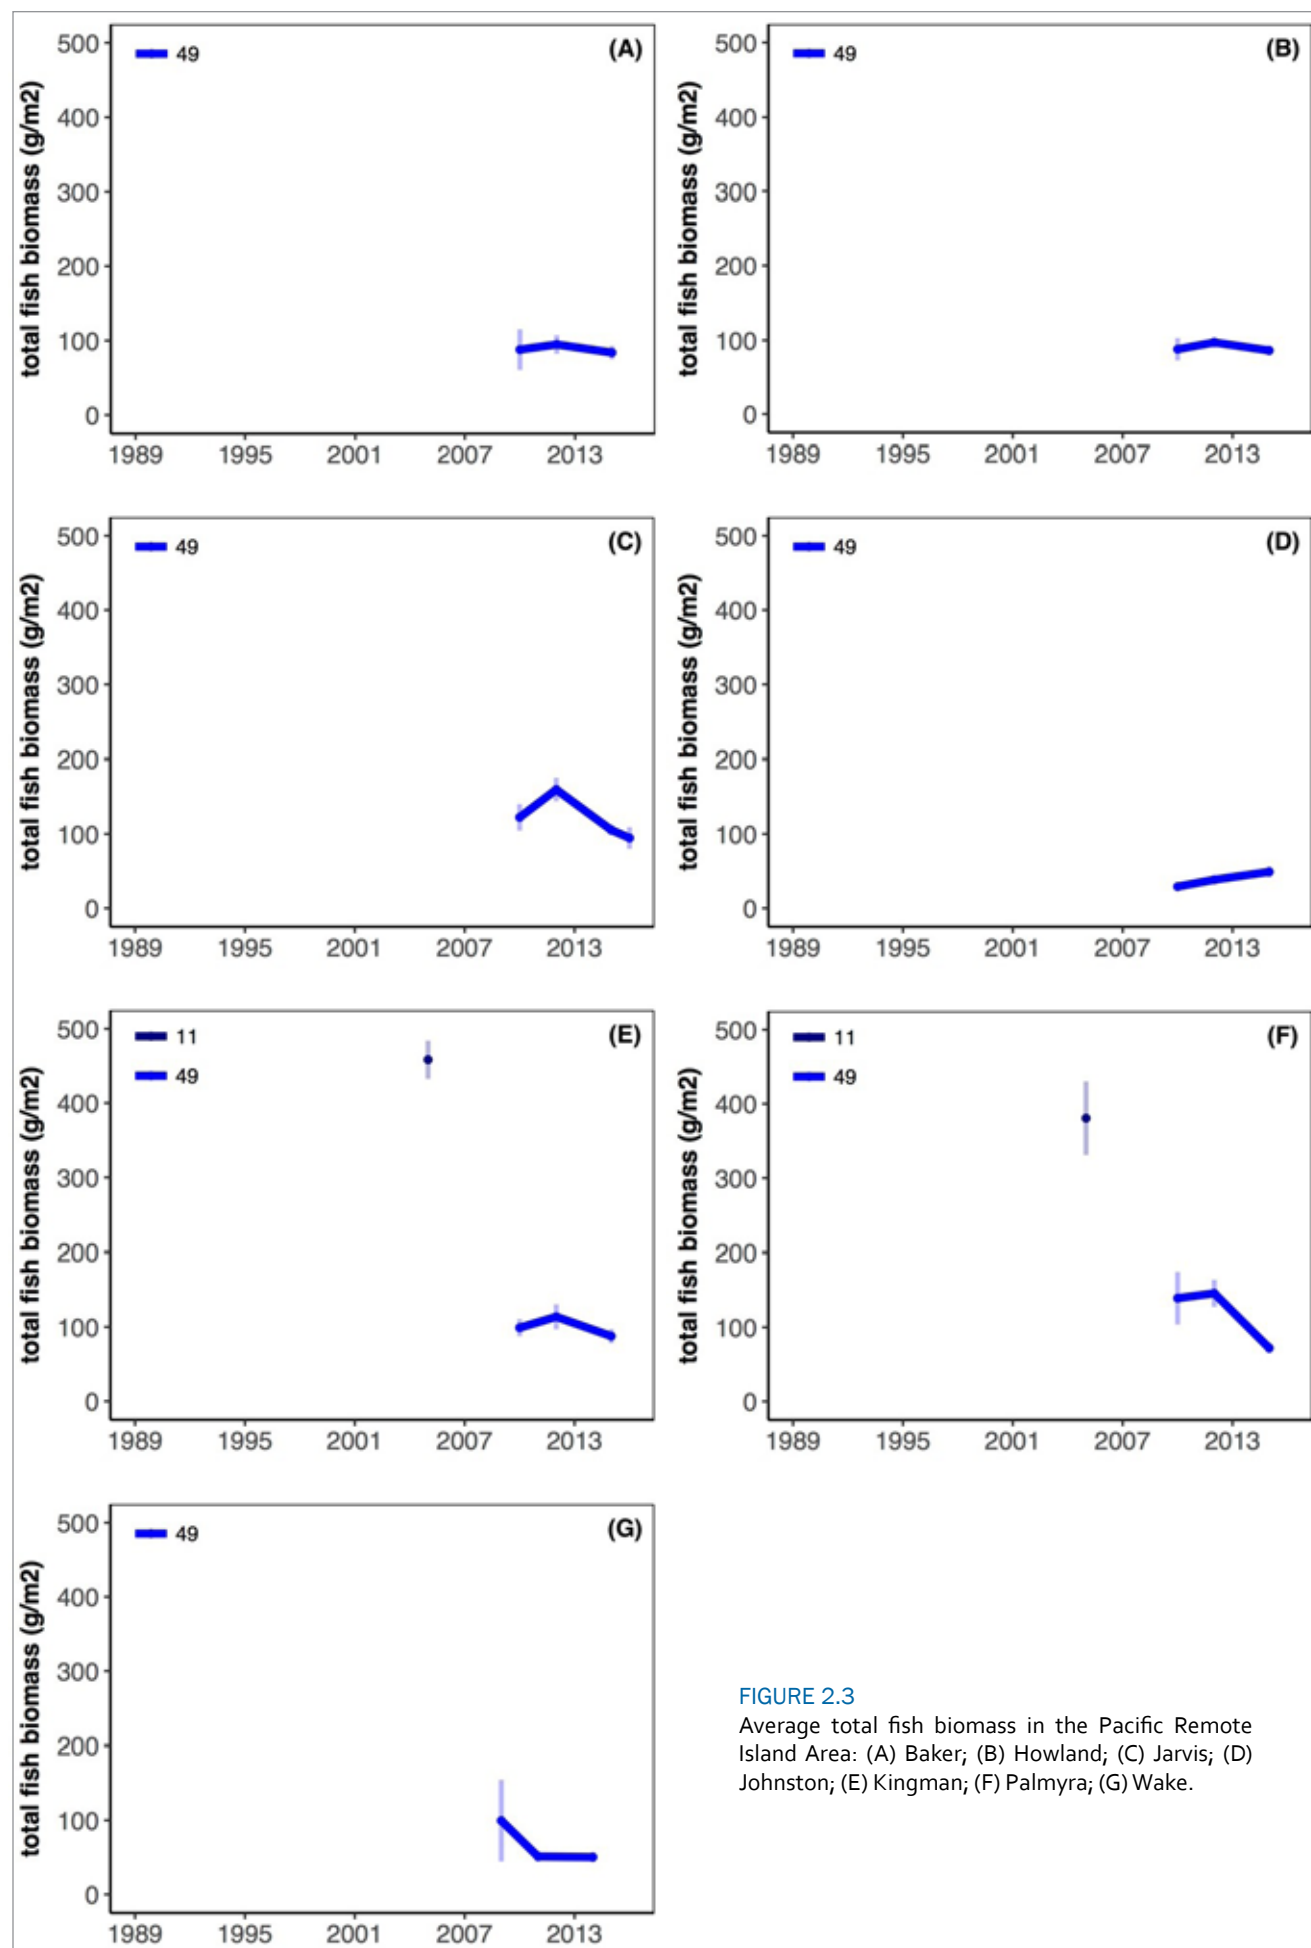 total fish biomass (g/m2)
500
400
300
200
100
0
49
(A)
1989 1995 2001 2007 2013
total fish biomass (g/m2)
500
400
300
200
100
0
49
(B)
1989 1995 2001 2007 2013
total fish biomass (g/m2)
500
400
300
200
100
0
49
(C)
1989 1995 2001 2007 2013
total fish biomass (g/m2)
500
400
300
200
100
0
49
(D)
1989 1995 2001 2007 2013
total fish biomass (g/m2)
500
400
300
200
100
0
11
49
(E)
1989 1995 2001 2007 2013
total fish biomass (g/m2)
500
400
300
200
100
0
11
49
(F)
1989 1995 2001 2007 2013
total fish biomass (g/m2)
500
400
300
200
100
0
49
(G)
1989 1995 2001 2007 2013
FIGURE 2.3
Average total fish biomass in the Pacific Remote
Island Area: (A) Baker; (B) Howland; (C) Jarvis; (D)
Johnston; (E) Kingman; (F) Palmyra; (G) Wake.